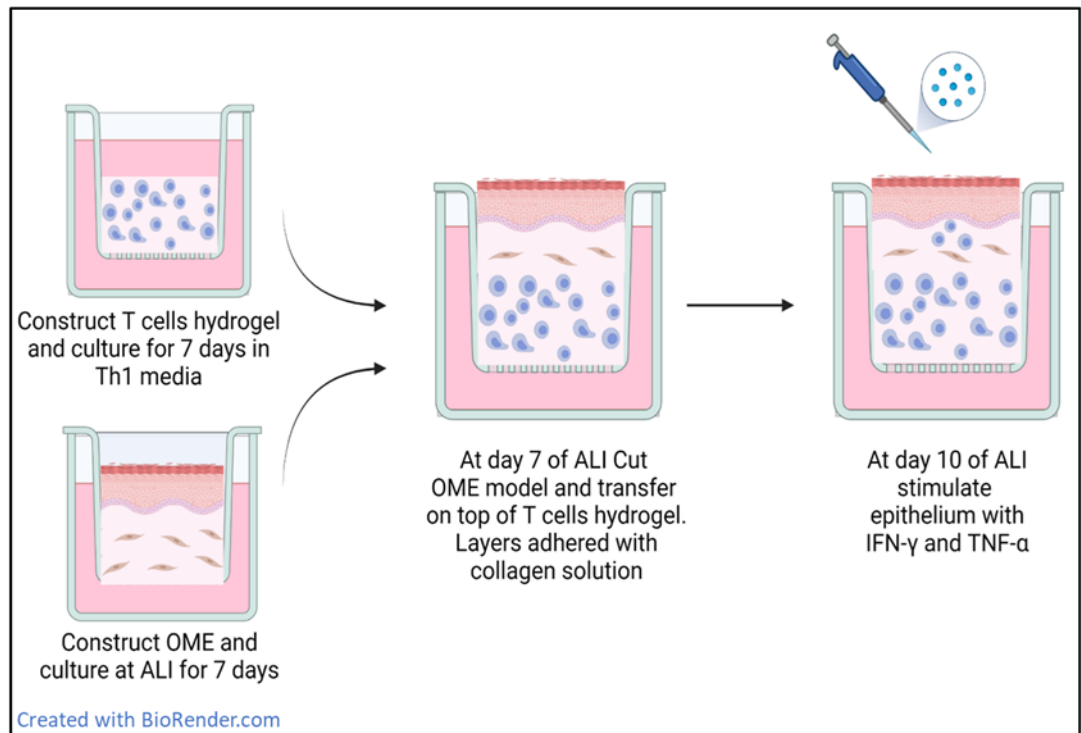 Construct T cells hydrogel
and culture for 7 days in
Th1 media
Construct OME and
culture at ALI for 7 days
At day 7 of ALI Cut
OME model and transfer
on top of T cells hydrogel.
Layers adhered with
collagen solution
At day 10 of ALI
stimulate
epithelium with
IFN-γ and TNF-α
Created with BioRender.com